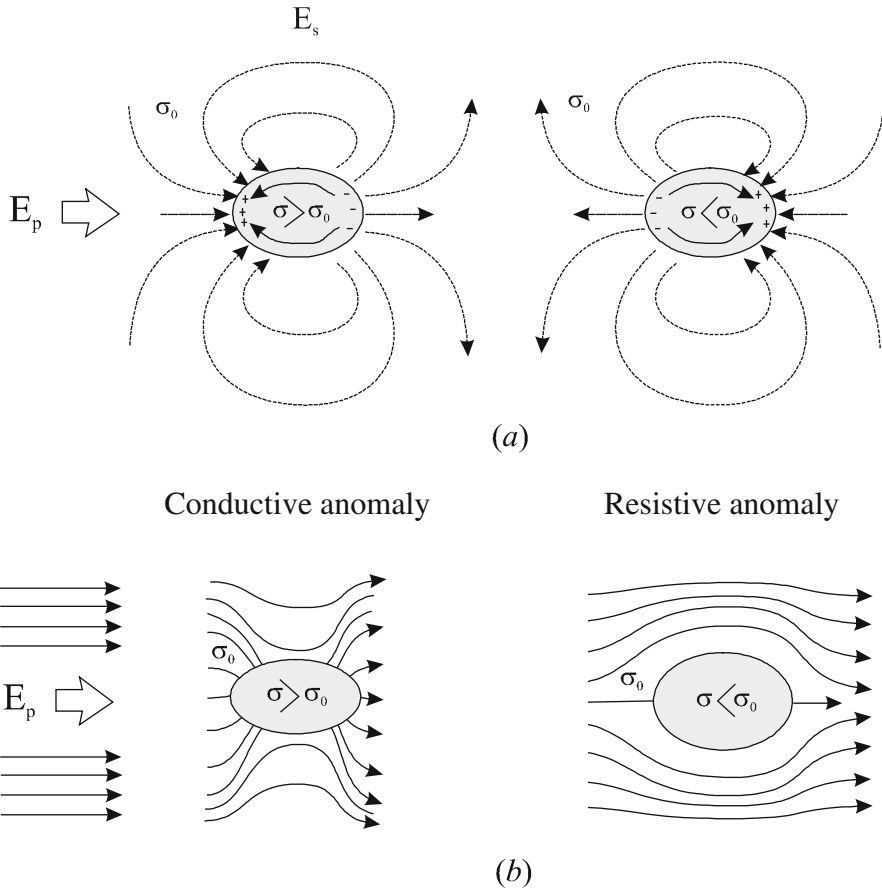 E_s
σ_0 σ_0
+ - - +
E_p + σ > σ_0 - - σ < σ_0 +
+ - - +
(a)
Conductive anomaly Resistive anomaly
σ_0 σ_0
E_p σ > σ_0 σ < σ_0
(b)